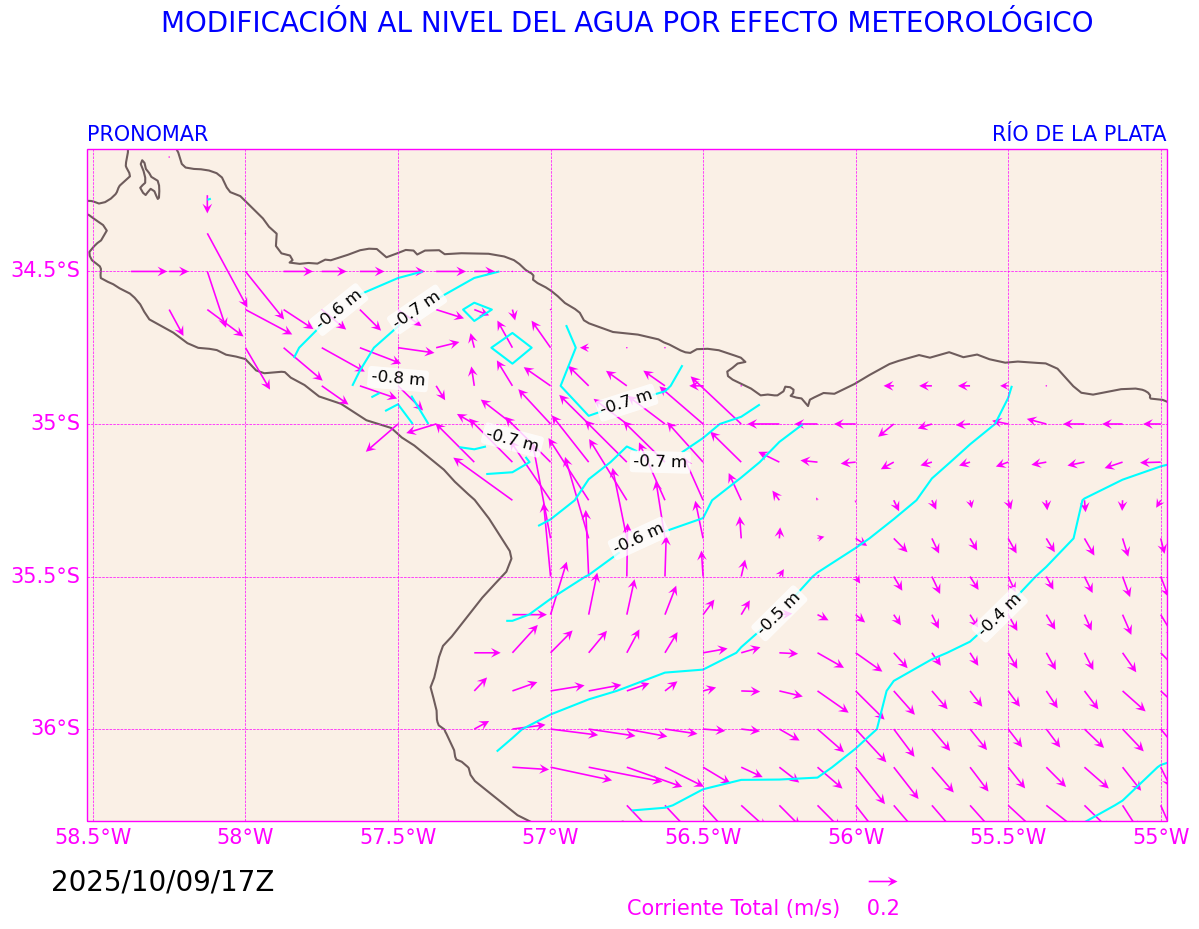 MODIFICACIÓN AL NIVEL DEL AGUA POR EFECTO METEOROLÓGICO
PRONOMAR
RÍO DE LA PLATA
34.5°S
-0.6 m
-0.7 m
-0.8 m
-0.7 m
35°S
-0.7 m
-0.7 m
-0.6 m
35.5°S
-0.5 m
-0.4 m
36°S
58.5°W 58°W 57.5°W 57°W 56.5°W 56°W 55.5°W 55°W
2025/10/09/17Z
Corriente Total (m/s) 0.2